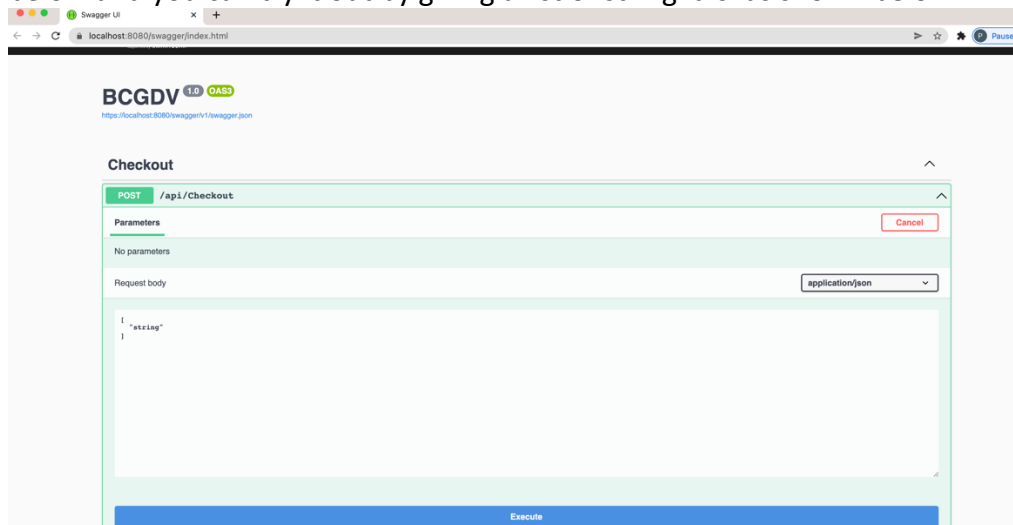 Swagger UI
localhost:8080/swagger/index.html
Pause
BCGDV 1.0 OAS3
https://localhost:8080/swagger/v1/swagger.json
Checkout
POST /api/Checkout
Parameters
Cancel
No parameters
Request body
application/json
[
"string"
]
Execute